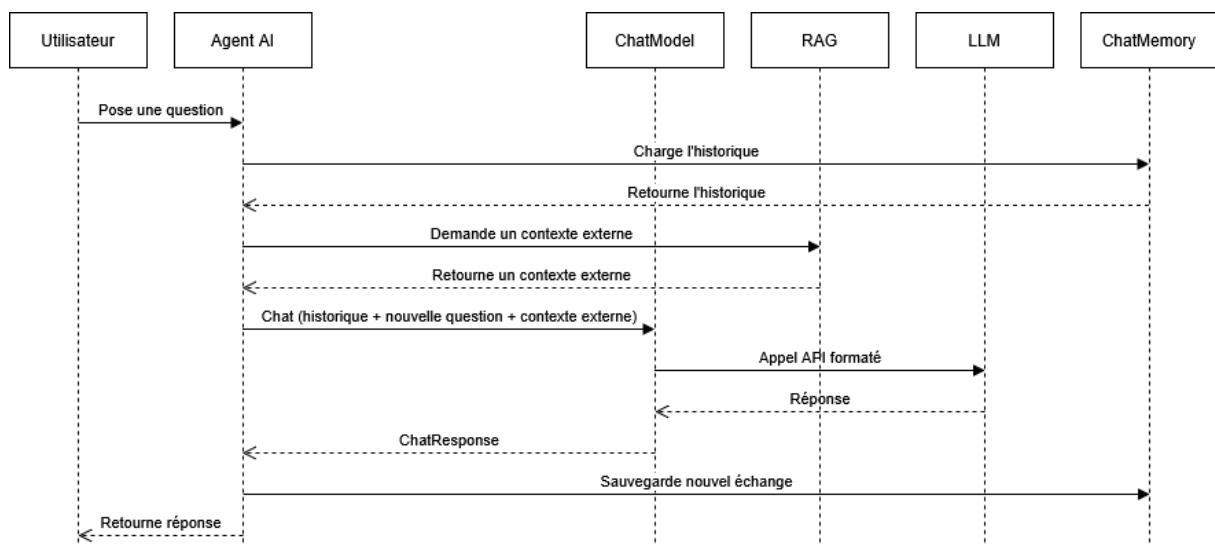 Utilisateur
Agent AI
ChatModel
RAG
LLM
ChatMemory
Pose une question
Charge l'historique
Retourne l'historique
Demande un contexte externe
Retourne un contexte externe
Chat (historique + nouvelle question + contexte externe)
Appel API formaté
Réponse
ChatResponse
Sauvegarde nouvel échange
Retourne réponse